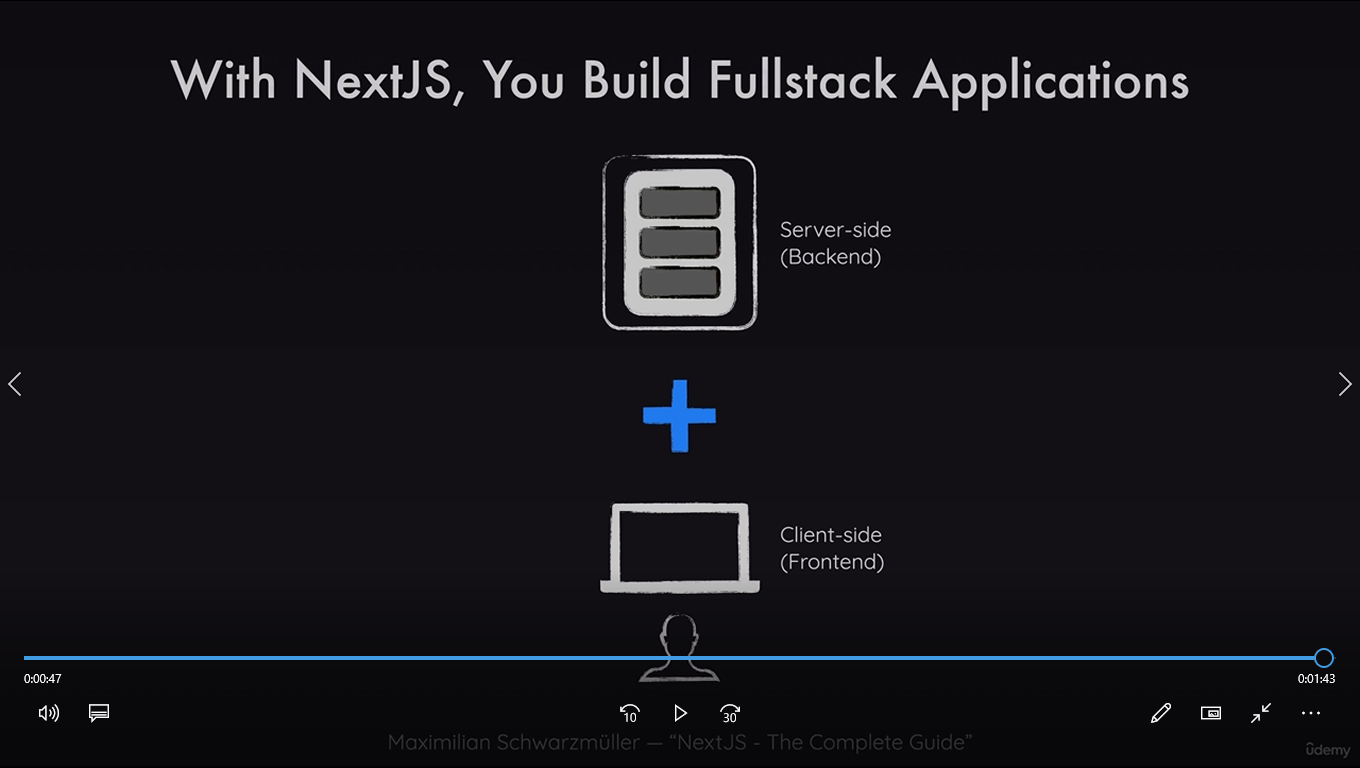 With NextJS, You Build Fullstack Applications
Server-side
(Backend)
Client-side
(Frontend)
0:00:47
0:01:43
10
30
Maximilian Schwarzmüller — “NextJS - The Complete Guide”
ûdemy